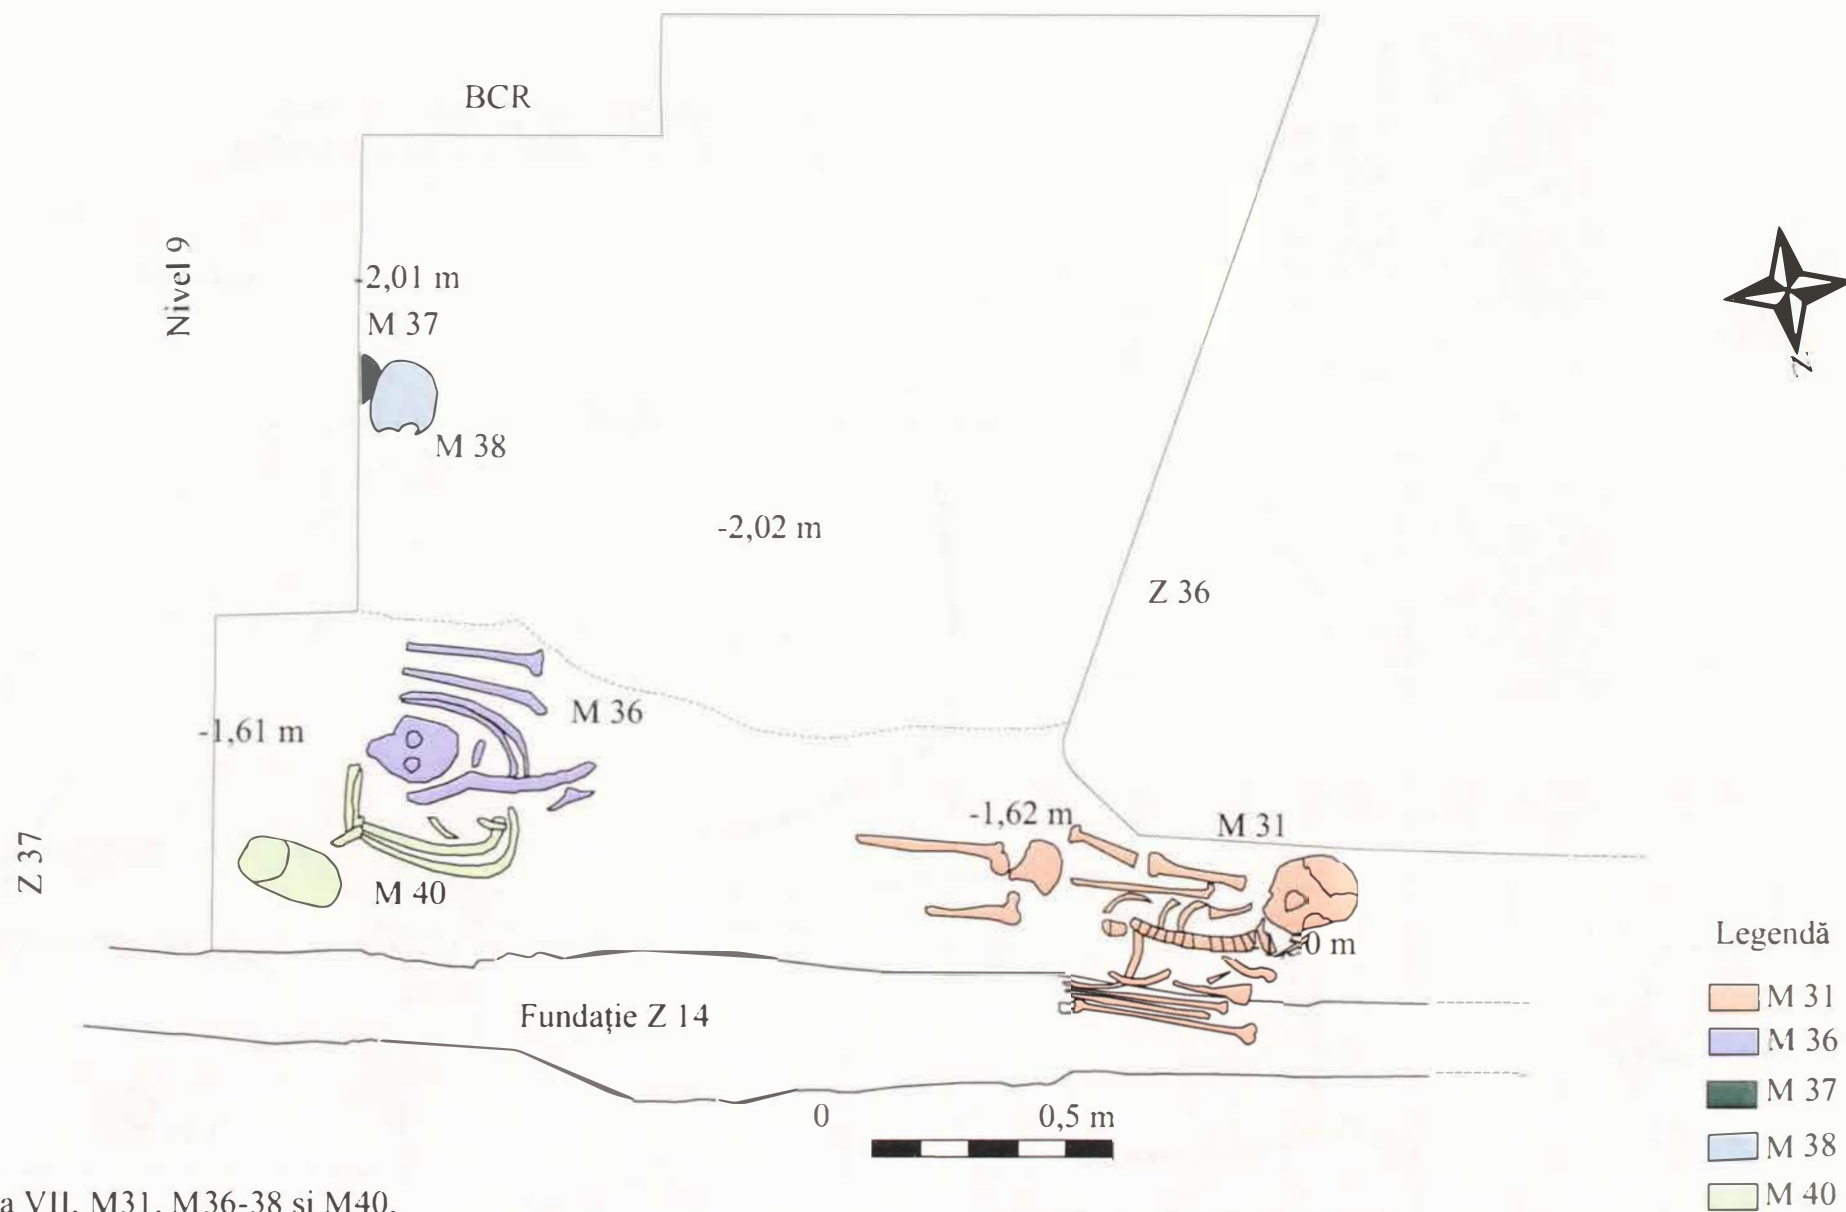 BCR
Nivel 9
-2,01 m
M 37
M 38
-2,02 m
Z 36
N
M 36
-1,61 m
-1,62 m
M 31
Z 37
M 40
0 m
Fundație Z 14
0
0,5 m
Legendă
M 31
M 36
M 37
M 38
M 40
a VII. M31. M36-38 și M40.